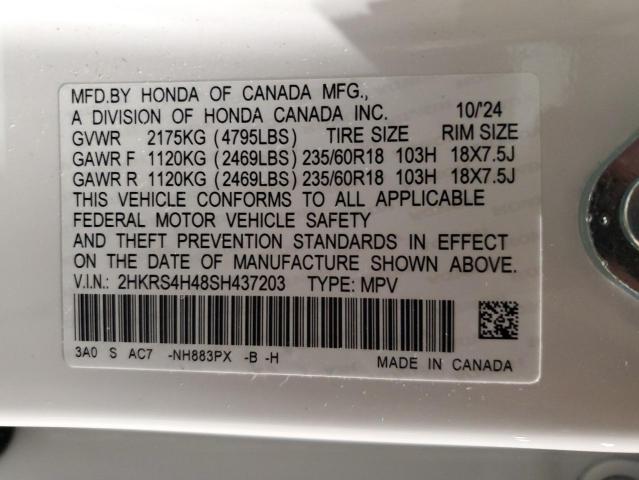 MFD.BY HONDA OF CANADA MFG.,
A DIVISION OF HONDA CANADA INC. 10/'24
GVWR 2175KG (4795LBS) TIRE SIZE RIM SIZE
GAWR F 1120KG (2469LBS) 235/60R18 103H 18X7.5J
GAWR R 1120KG (2469LBS) 235/60R18 103H 18X7.5J
THIS VEHICLE CONFORMS TO ALL APPLICABLE
FEDERAL MOTOR VEHICLE SAFETY
AND THEFT PREVENTION STANDARDS IN EFFECT
ON THE DATE OF MANUFACTURE SHOWN ABOVE.
V.I.N.: 2HKRS4H48SH437203 TYPE: MPV
3A0 S AC7 -NH883PX -B -H MADE IN CANADA